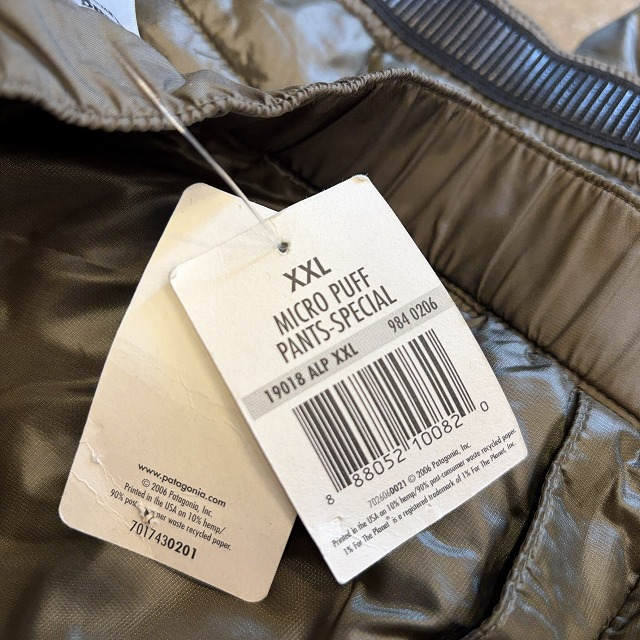 XXL
MICRO PUFF
PANTS-SPECIAL
19018 ALP XXL 984 0206
8 88052 10082 0
7026068021 © 2006 Patagonia, Inc.
Printed in the USA on 10% hemp/90% post consumer waste recycled paper.
1% For The Planet® is a registered trademark of 1% For The Planet, Inc.
www.patagonia.com
© 2006 Patagonia, Inc.
Printed in the USA on 10% hemp/
90% post consumer waste recycled paper.
7017430201